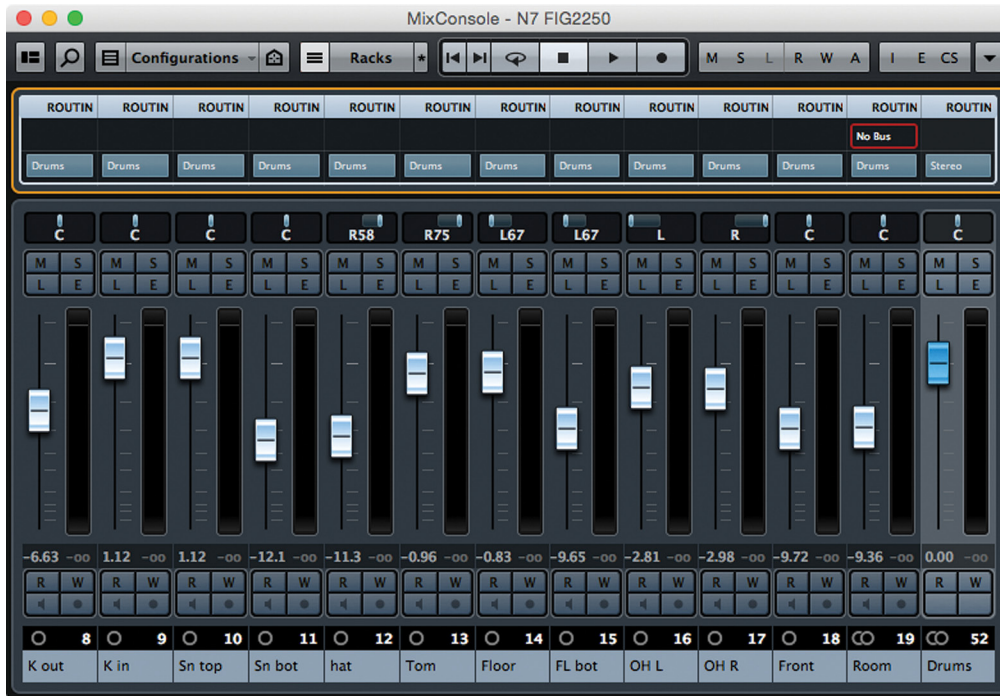 MixConsole - N7 FIG2250
Configurations Racks * M S L R W A I E CS
ROUTIN ROUTIN ROUTIN ROUTIN ROUTIN ROUTIN ROUTIN ROUTIN ROUTIN ROUTIN ROUTIN ROUTIN ROUTIN
No Bus
Drums Drums Drums Drums Drums Drums Drums Drums Drums Drums Drums Drums Stereo
C C C C R58 R75 L67 L67 L R C C C
M S M S M S M S M S M S M S M S M S M S M S M S M S
L E L E L E L E L E L E L E L E L E L E L E L E L E
-6.63 -oo 1.12 -oo 1.12 -oo -12.1 -oo -11.3 -oo -0.96 -oo -0.83 -oo -9.65 -oo -2.81 -oo -2.98 -oo -9.72 -oo -9.36 -oo 0.00 -oo
R W R W R W R W R W R W R W R W R W R W R W R W R W
8 9 10 11 12 13 14 15 16 17 18 19 52
K out K in Sn top Sn bot hat Tom Floor FL bot OH L OH R Front Room Drums